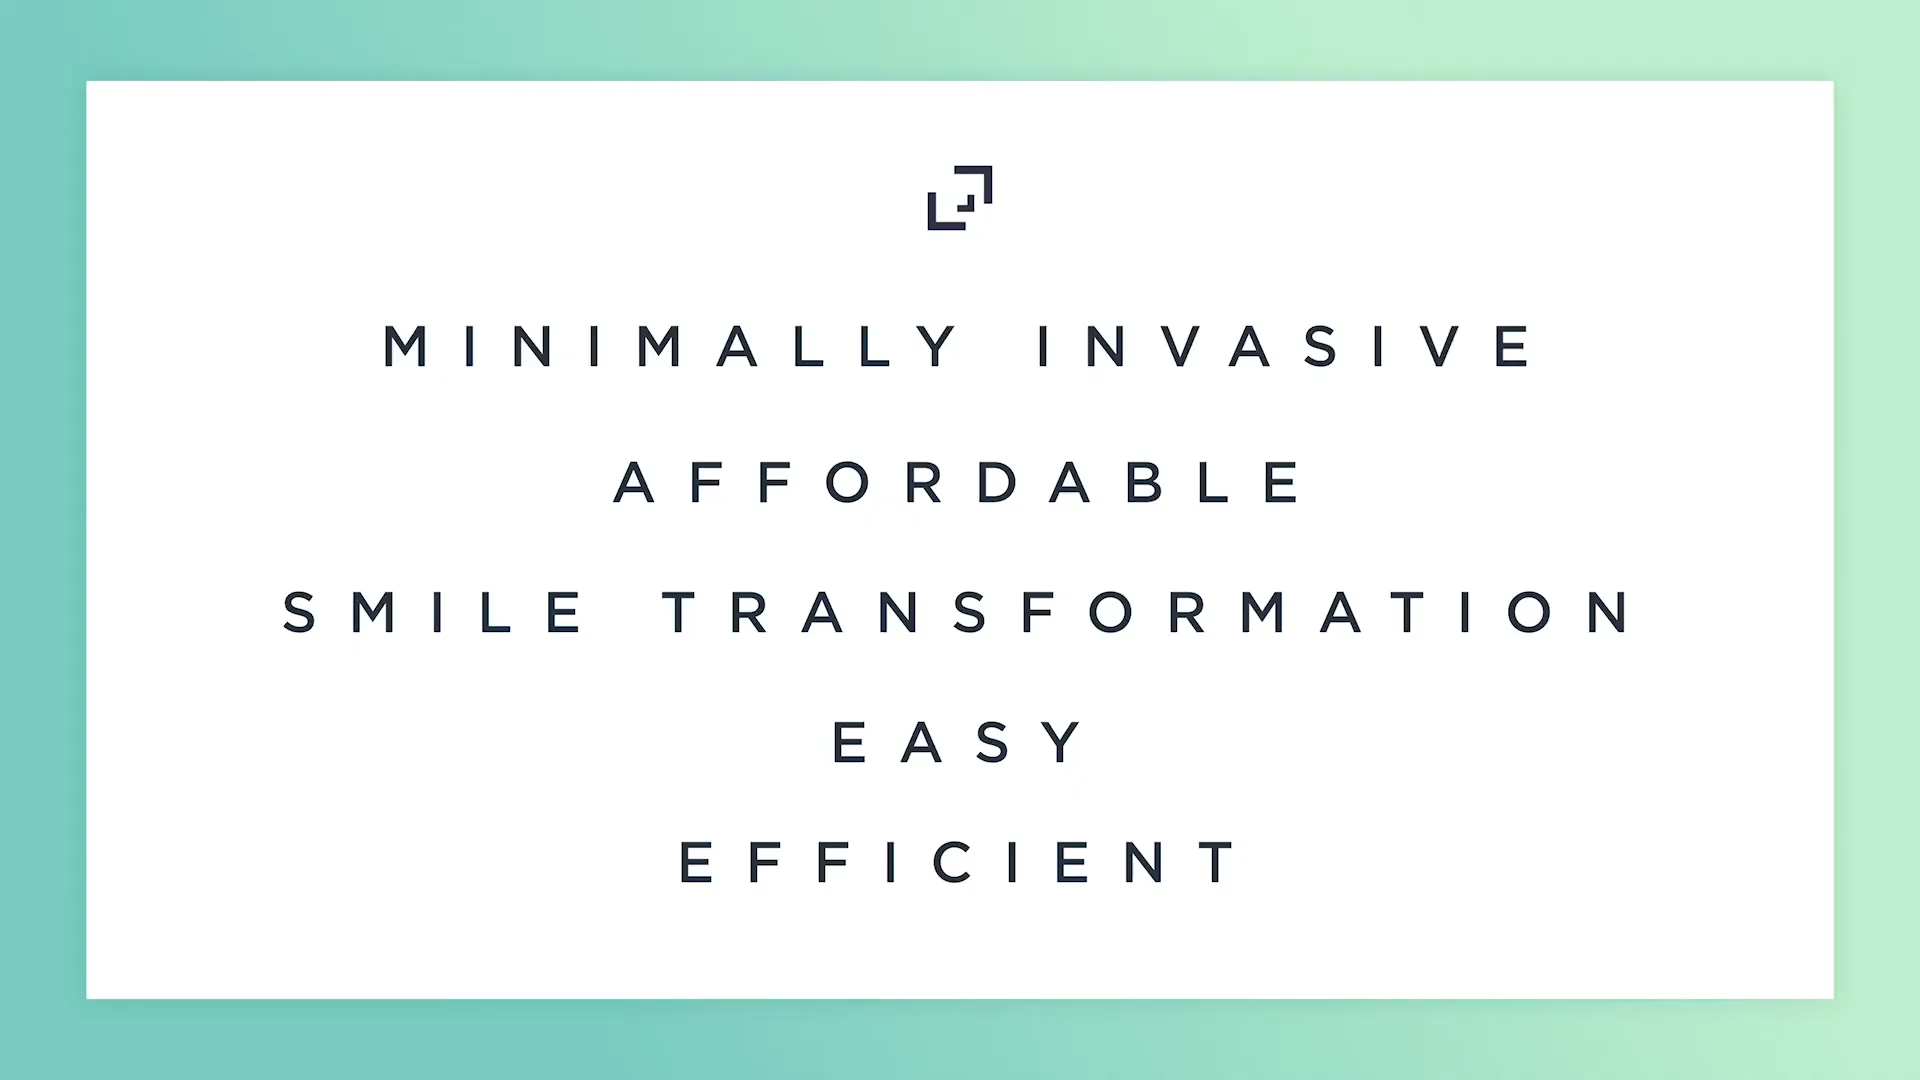 MINIMALLY INVASIVE
AFFORDABLE
SMILE TRANSFORMATION
EASY
EFFICIENT